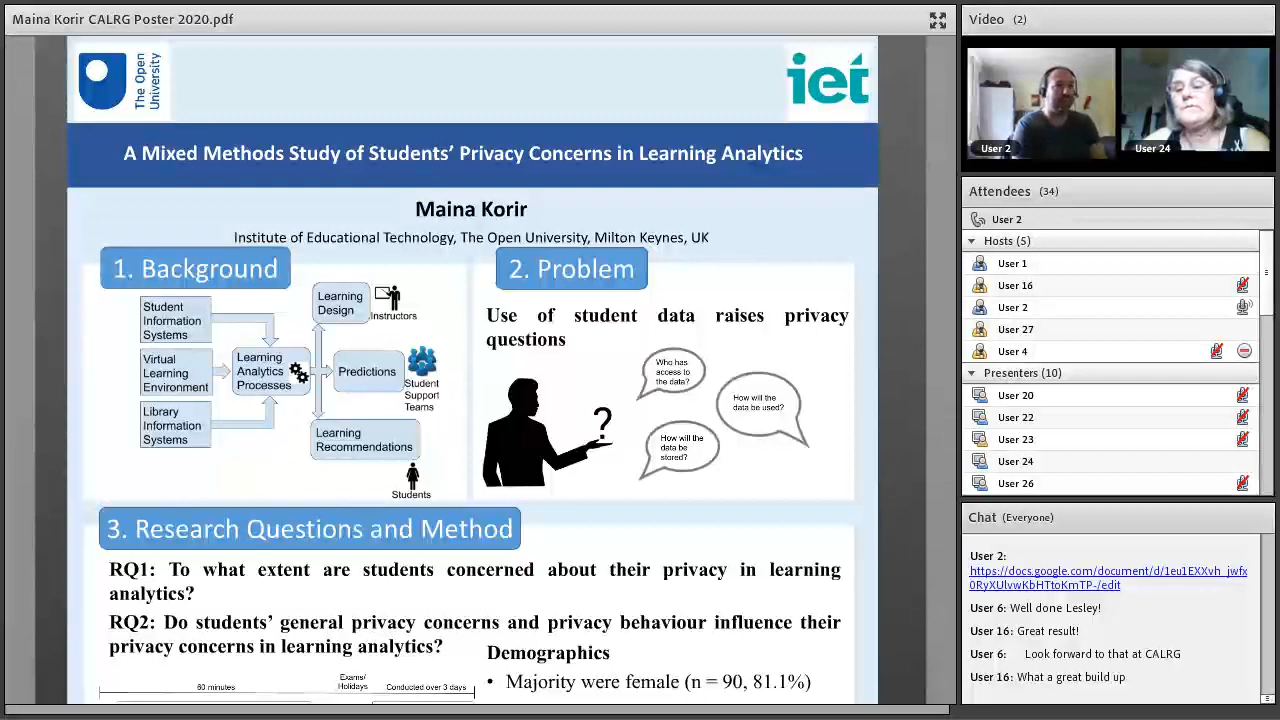 Maina Korir CALRG Poster 2020.pdf
The Open
University
iet
A Mixed Methods Study of Students’ Privacy Concerns in Learning Analytics
Maina Korir
Institute of Educational Technology, The Open University, Milton Keynes, UK
1. Background
Student
Information
Systems
Virtual
Learning
Environment
Library
Information
Systems
Learning
Analytics
Processes
Learning
Design
Instructors
Predictions
Student
Support
Teams
Learning
Recommendations
Students
2. Problem
Use of student data raises privacy
questions
Who has
access to
the data?
How will the
data be used?
How will the
data be
stored?
?
3. Research Questions and Method
RQ1: To what extent are students concerned about their privacy in learning
analytics?
RQ2: Do students’ general privacy concerns and privacy behaviour influence their
privacy concerns in learning analytics?
60 minutes
Exams/
Holidays
Conducted over 3 days
Demographics
• Majority were female (n = 90, 81.1%)
Video (2)
User 2
User 24
Attendees (34)
User 2
Hosts (5)
User 1
User 16
User 2
User 27
User 4
Presenters (10)
User 20
User 22
User 23
User 24
User 26
Chat (Everyone)
User 2:
https://docs.google.com/document/d/1eu1EXXvh_jwfx
0RyXUlvwKbHTtoKmTP-/edit
User 6: Well done Lesley!
User 16: Great result!
User 6: Look forward to that at CALRG
User 16: What a great build up